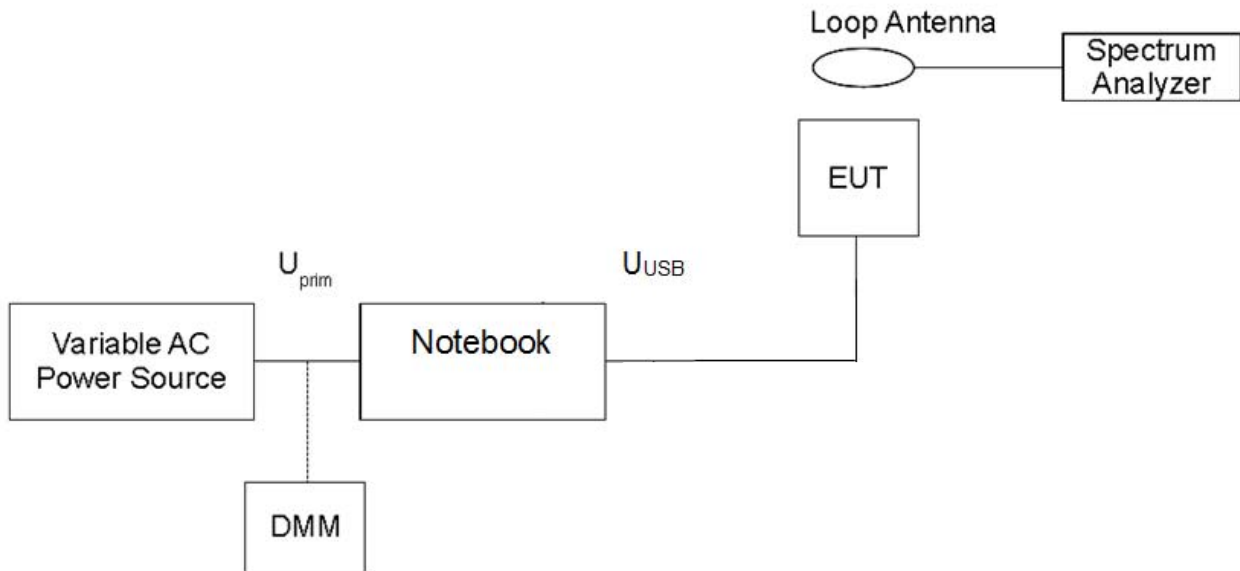 Loop Antenna
Spectrum
Analyzer
EUT
Uprim
UUSB
Variable AC
Power Source
Notebook
DMM